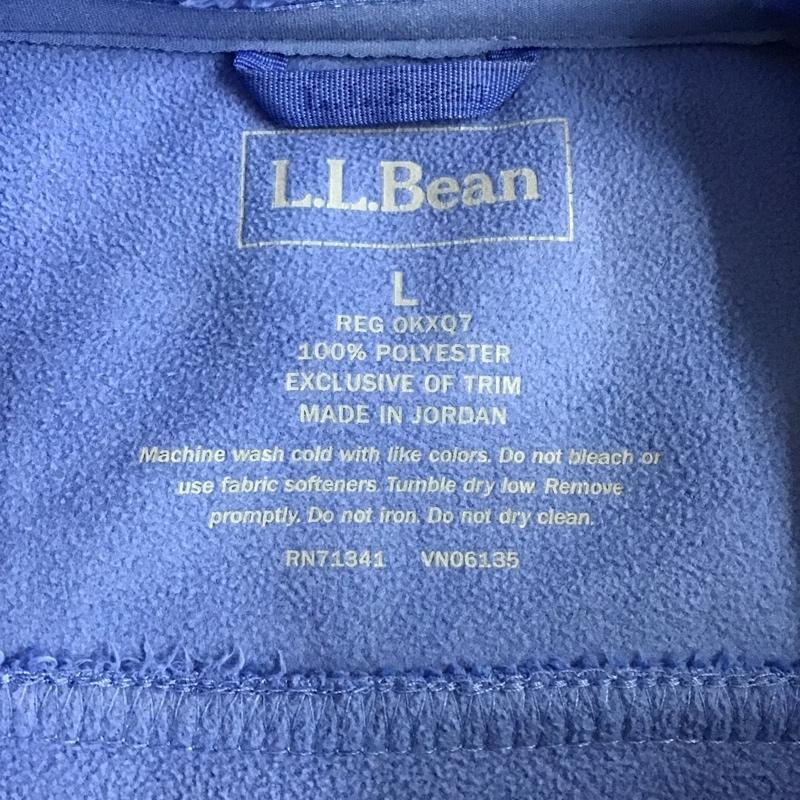 L.L.Bean
L
REG 0KXQ7
100% POLYESTER
EXCLUSIVE OF TRIM
MADE IN JORDAN
Machine wash cold with like colors. Do not bleach or
use fabric softeners. Tumble dry low. Remove
promptly. Do not iron. Do not dry clean.
RN71341 VN06135